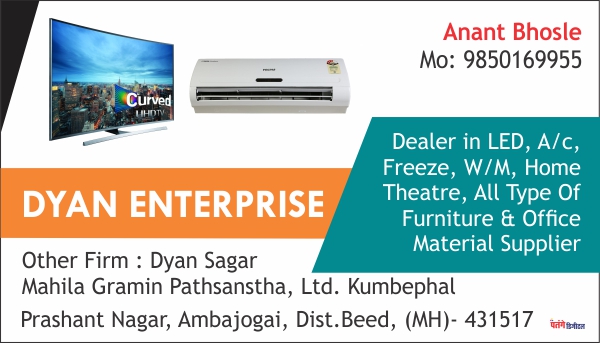 Anant Bhosle
Mo: 9850169955
Curved
UHD TV
Dealer in LED, A/c,
Freeze, W/M, Home
Theatre, All Type Of
Furniture & Office
Material Supplier
DYAN ENTERPRISE
Other Firm : Dyan Sagar
Mahila Gramin Pathsanstha, Ltd. Kumbephal
Prashant Nagar, Ambajogai, Dist.Beed, (MH)- 431517
पतंगे डिजीटल